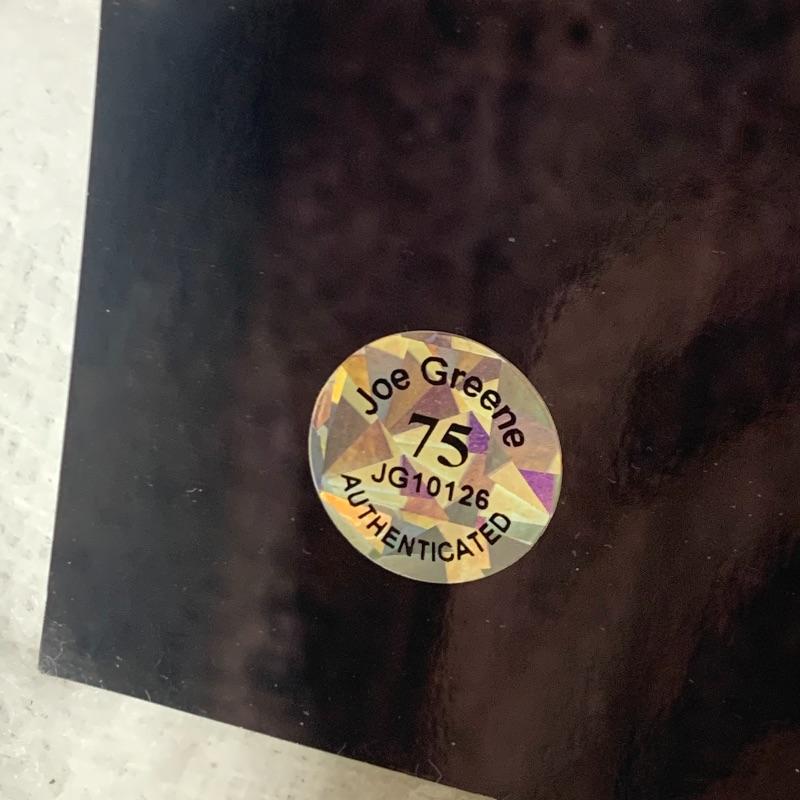 Joe Greene
75
JG10126
AUTHENTICATED